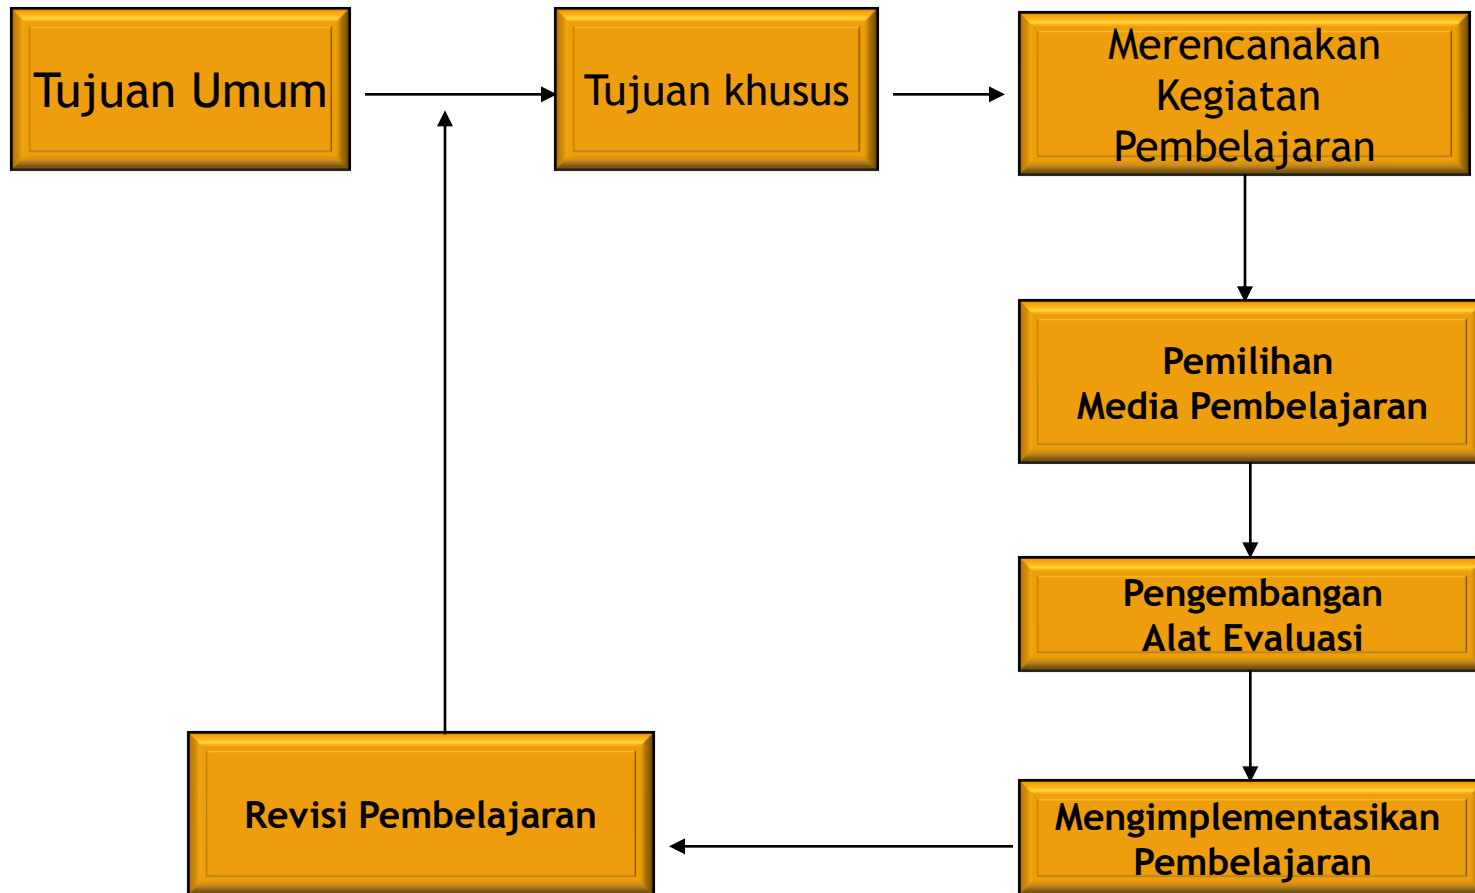 Tujuan Umum
Tujuan khusus
Merencanakan
Kegiatan
Pembelajaran
Pemilihan
Media Pembelajaran
Pengembangan
Alat Evaluasi
Mengimplementasikan
Pembelajaran
Revisi Pembelajaran